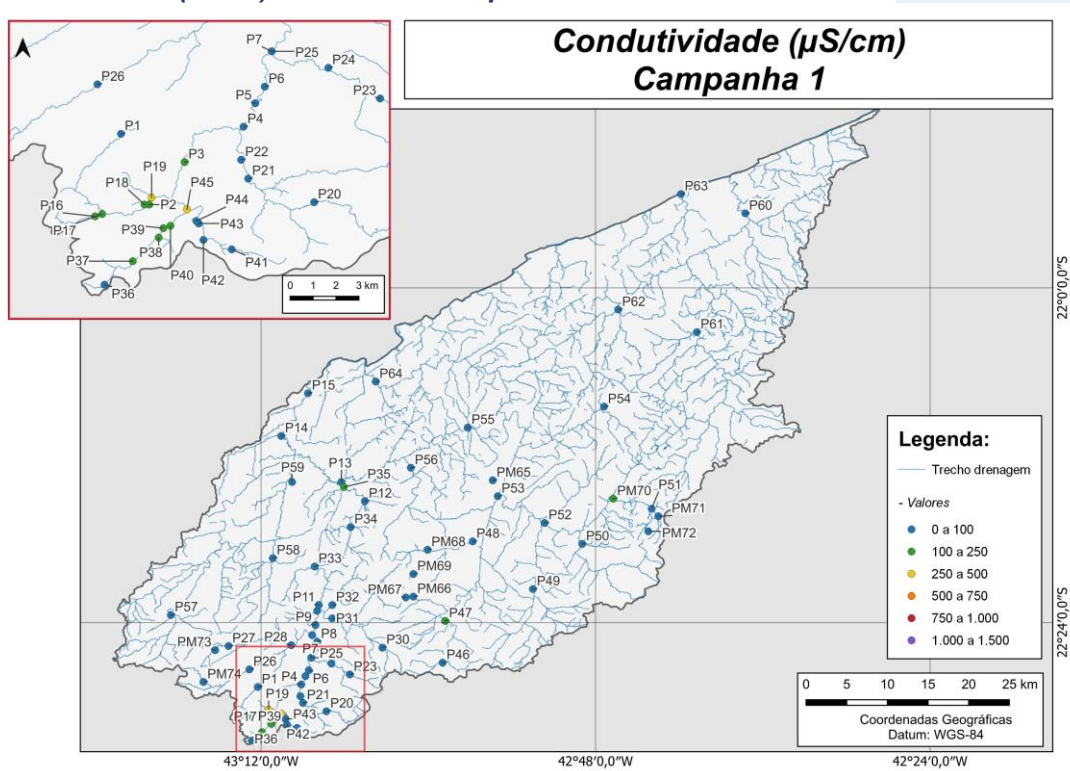 Condutividade (µS/cm)
Campanha 1
P7
P25
P24
P26
P6
P23
P5
P1
P4
P3
P22
P19
P21
P18
P45
P20
P16
P2
P44
P17
P39
P43
P38
P37
P40
P42
P41
P36
0 1 2 3 km
P63
P60
22°0'0,0"S
P62
P61
P64
P15
P54
P55
P14
P59
P13
P35
P56
PM65
P12
P53
PM70
P51
PM71
P34
P52
PM72
P48
P50
PM68
P58
P33
PM69
P49
PM67
PM66
P11
P32
P57
P9
P31
P47
22°24'0,0"S
P8
PM73
P27
P28
P30
P7
P25
P46
P26
P23
PM74
P1
P4
P6
P19
P21
P20
P17
P39
P43
P42
P36
Legenda:
Trecho drenagem
- Valores
0 a 100
100 a 250
250 a 500
500 a 750
750 a 1.000
1.000 a 1.500
0 5 10 15 20 25 km
Coordenadas Geográficas
Datum: WGS-84
43°12'0,0"W
42°48'0,0"W
42°24'0,0"W